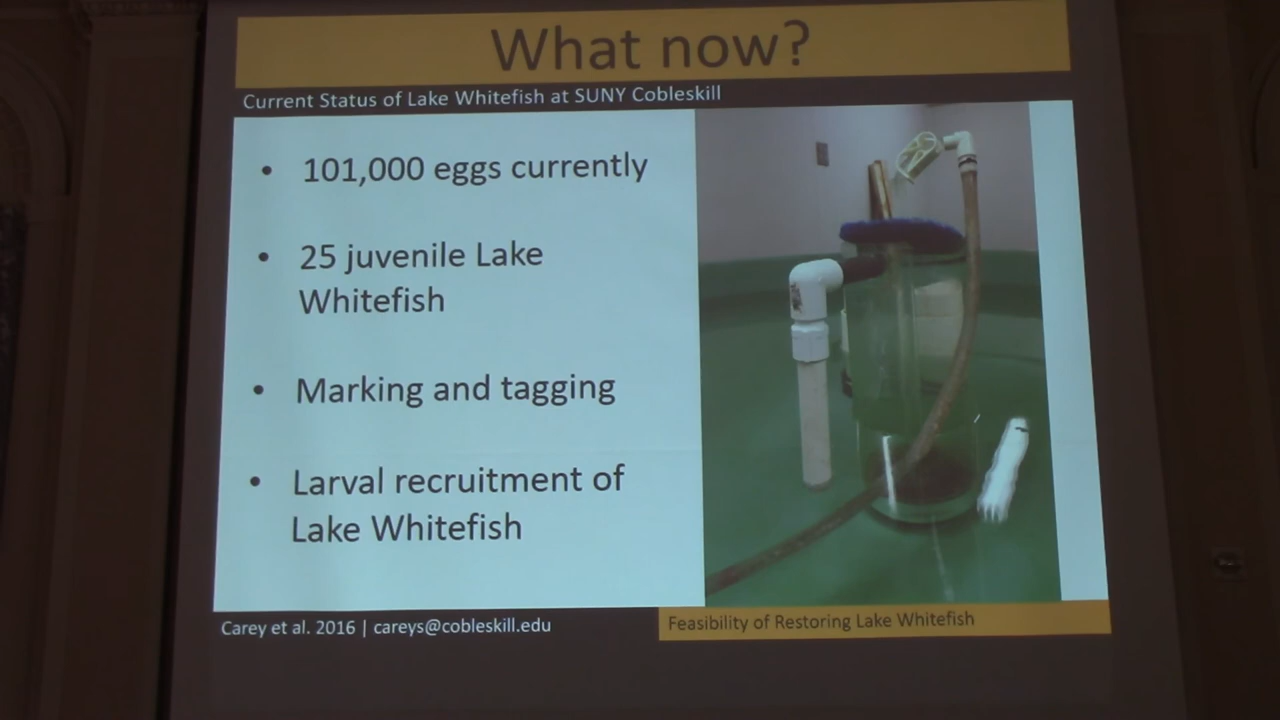 What now?
Current Status of Lake Whitefish at SUNY Cobleskill
• 101,000 eggs currently
• 25 juvenile Lake
Whitefish
• Marking and tagging
• Larval recruitment of
Lake Whitefish
Carey et al. 2016 | careys@cobleskill.edu
Feasibility of Restoring Lake Whitefish